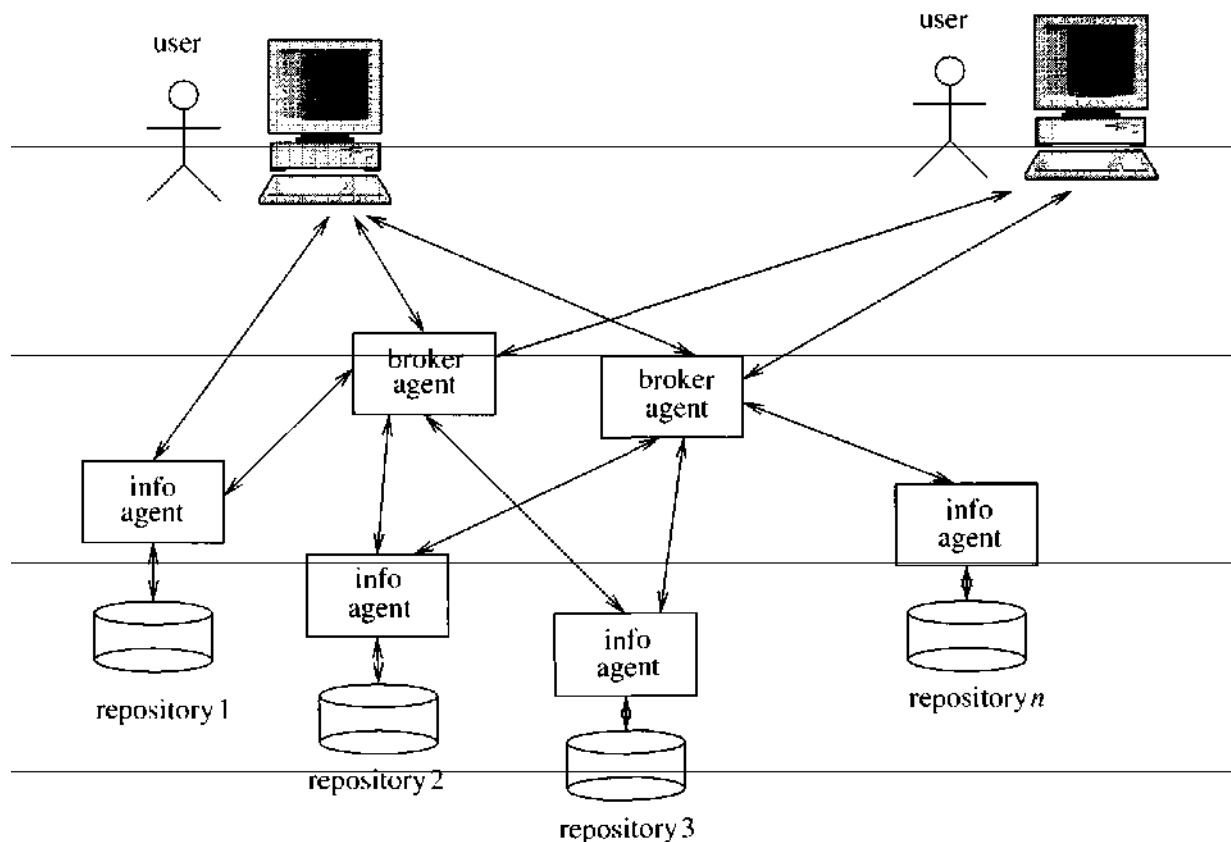 user
user
broker
agent
broker
agent
info
agent
info
agent
info
agent
info
agent
repository 1
repository 2
repository 3
repository n